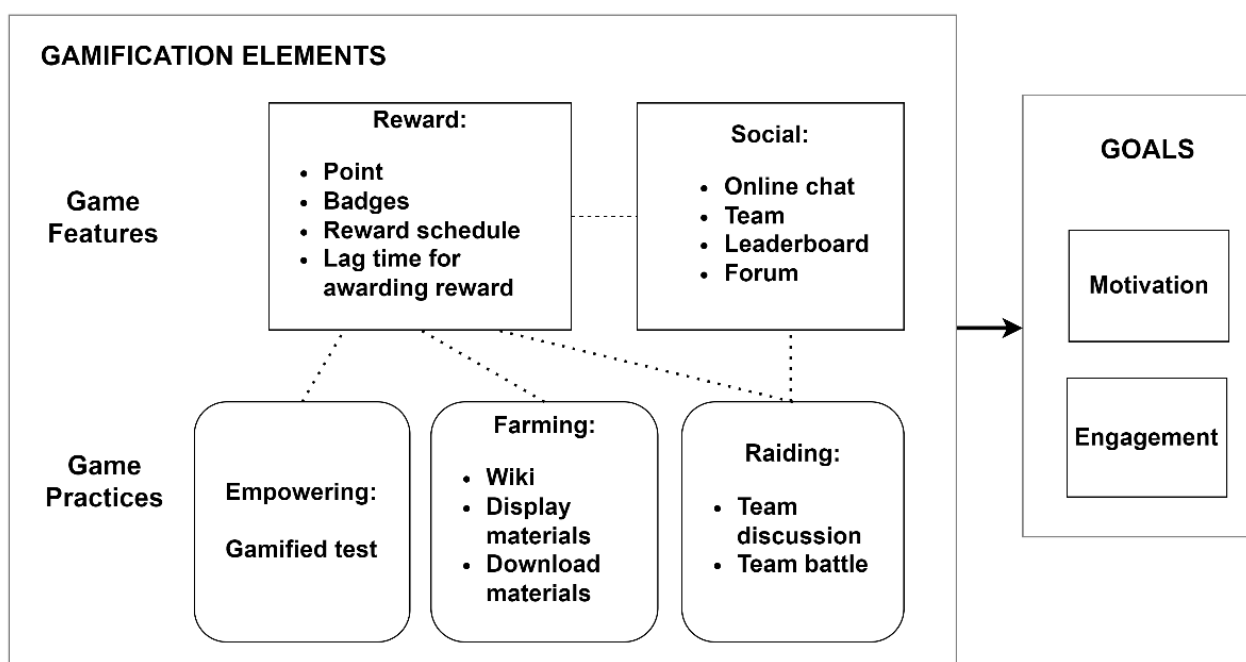 GAMIFICATION ELEMENTS
Game
Features
Reward:
• Point
• Badges
• Reward schedule
• Lag time for
awarding reward
Social:
• Online chat
• Team
• Leaderboard
• Forum
Game
Practices
Empowering:
Gamified test
Farming:
• Wiki
• Display
materials
• Download
materials
Raiding:
• Team
discussion
• Team battle
GOALS
Motivation
Engagement